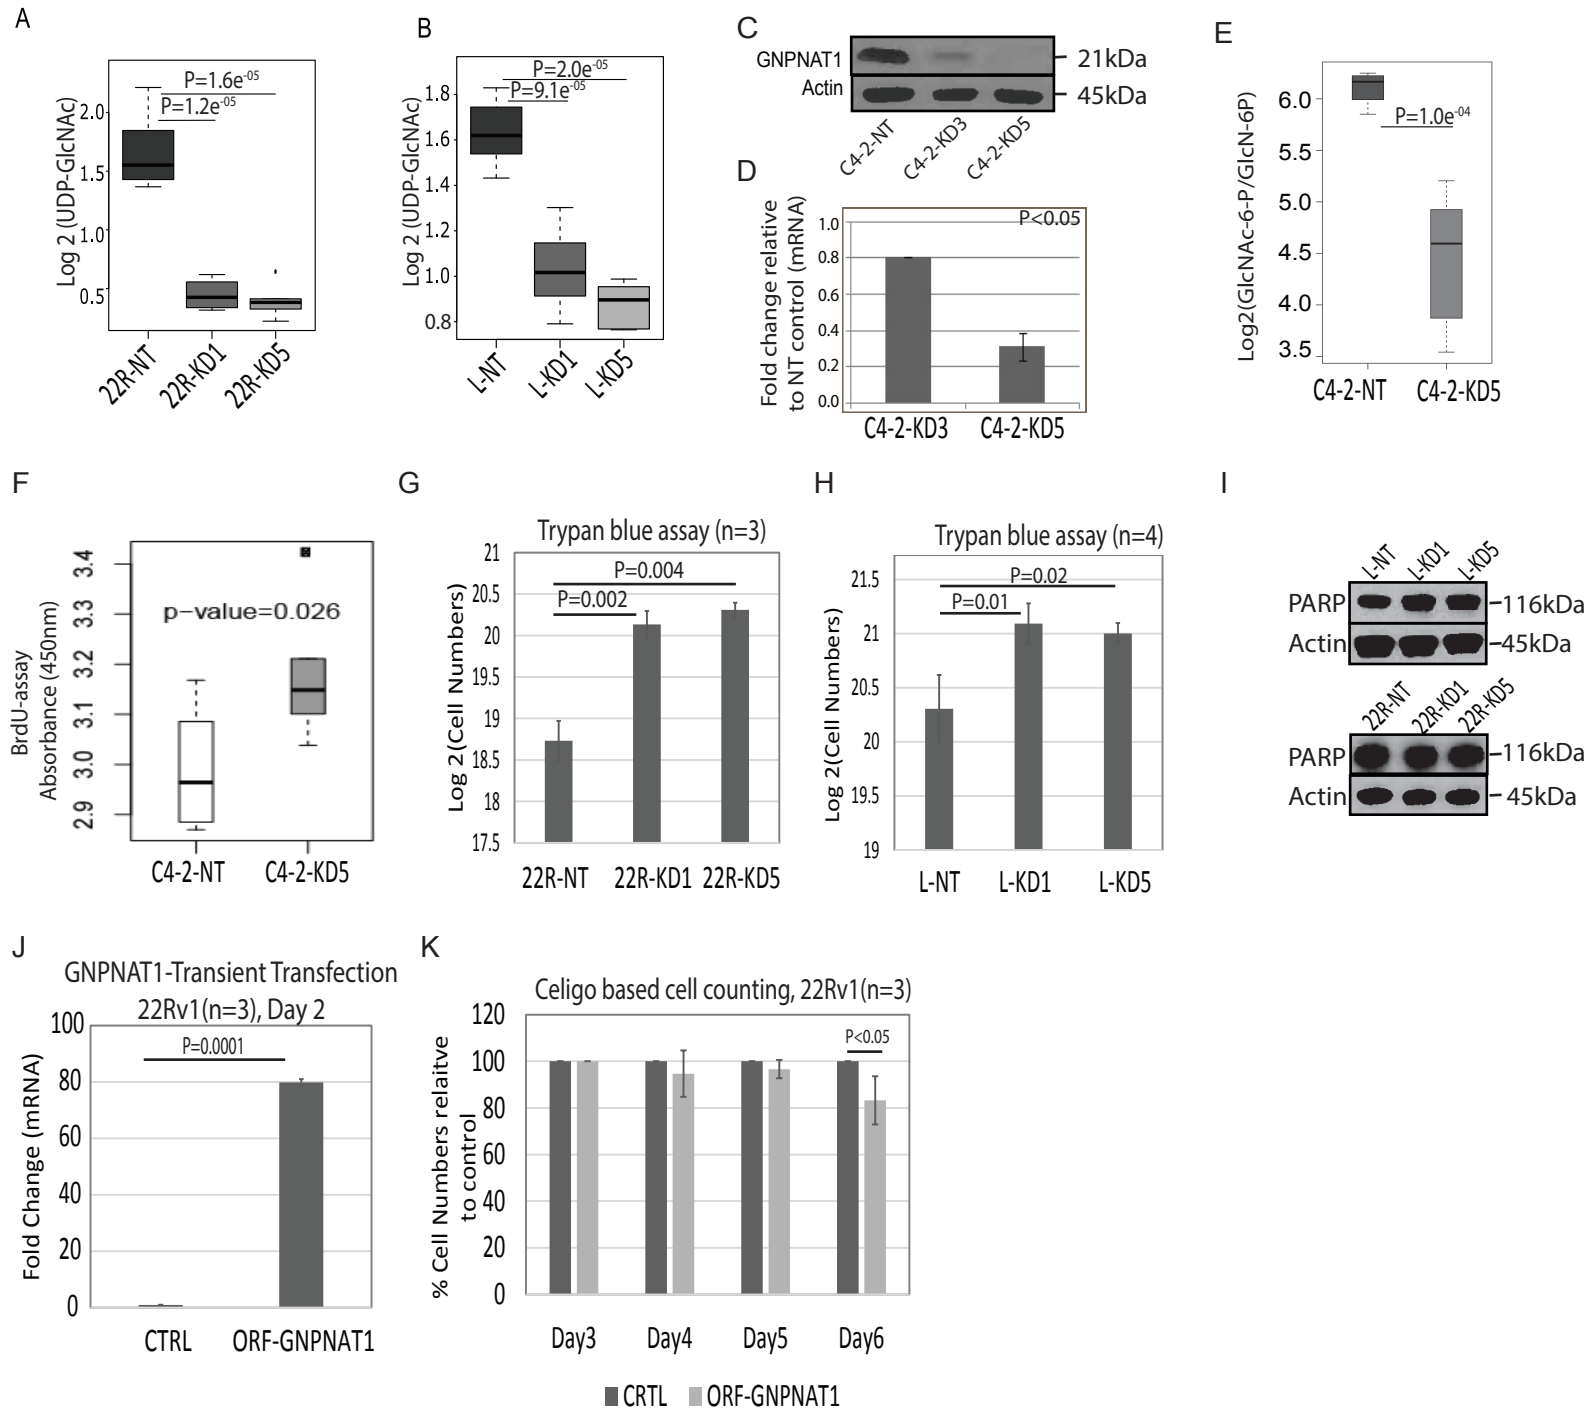 A
Log 2 (UDP-GlcNAc)
2.0
1.5
1.0
0.5
P=1.6e-05
P=1.2e-05
22R-NT
22R-KD1
22R-KD5
B
Log 2 (UDP-GlcNAc)
1.8
1.6
1.4
1.2
1.0
0.8
P=2.0e-05
P=9.1e-05
L-NT
L-KD1
L-KD5
C
GNPNAT1
21kDa
Actin
45kDa
C4-2-NT
C4-2-KD3
C4-2-KD5
D
Fold change relative
to NT control (mRNA)
P<0.05
1.0
0.8
0.6
0.4
0.2
0.0
C4-2-KD3
C4-2-KD5
E
Log2(GlcNAc-6-P/GlcN-6P)
6.0
5.5
5.0
4.5
4.0
3.5
P=1.0e-04
C4-2-NT
C4-2-KD5
F
BrdU-assay
Absorbance (450nm)
3.4
3.3
3.2
3.1
3.0
2.9
p-value=0.026
C4-2-NT
C4-2-KD5
G
Trypan blue assay (n=3)
Log 2(Cell Numbers)
21
20.5
20
19.5
19
18.5
18
17.5
P=0.004
P=0.002
22R-NT
22R-KD1
22R-KD5
H
Trypan blue assay (n=4)
Log 2(Cell Numbers)
21.5
21
20.5
20
19.5
19
P=0.02
P=0.01
L-NT
L-KD1
L-KD5
I
L-NT
L-KD1
L-KD5
PARP
116kDa
Actin
45kDa
22R-NT
22R-KD1
22R-KD5
PARP
116kDa
Actin
45kDa
J
GNPNAT1-Transient Transfection
22Rv1(n=3), Day 2
Fold Change (mRNA)
100
80
60
40
20
0
P=0.0001
CTRL
ORF-GNPNAT1
K
Celigo based cell counting, 22Rv1(n=3)
% Cell Numbers relaitve
to control
120
100
80
60
40
20
0
P<0.05
Day3
Day4
Day5
Day6
CRTL
ORF-GNPNAT1